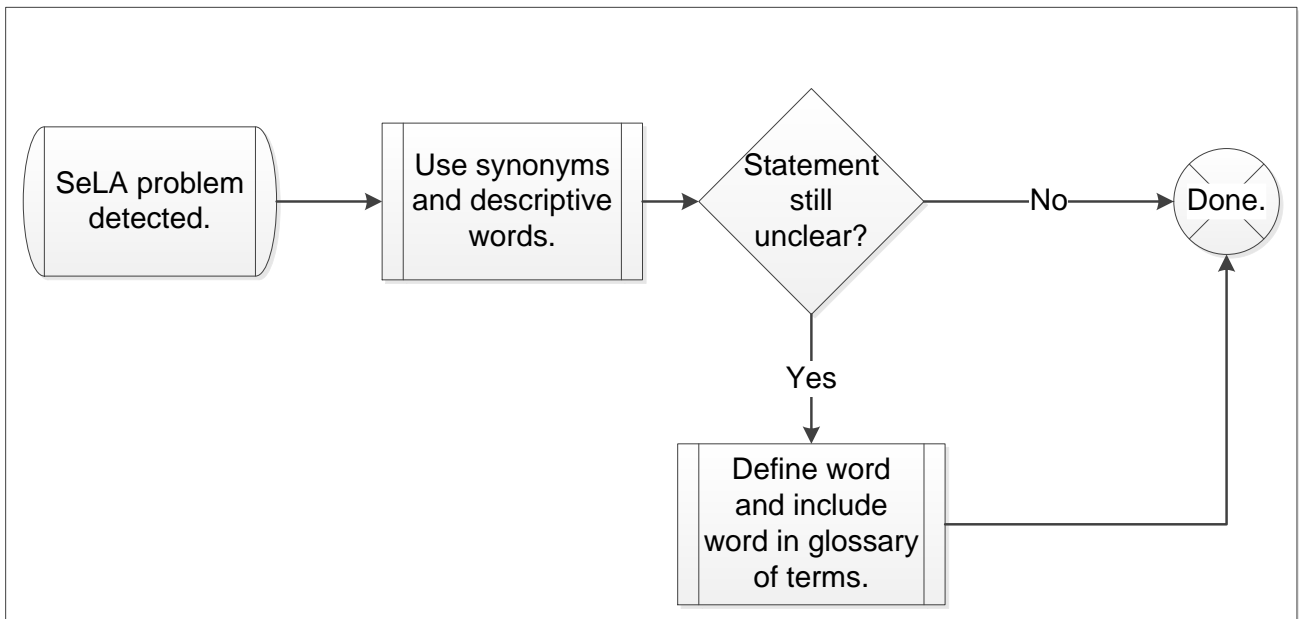 SeLA problem
detected.
Use synonyms
and descriptive
words.
Statement
still
unclear?
No
Done.
Yes
Define word
and include
word in glossary
of terms.